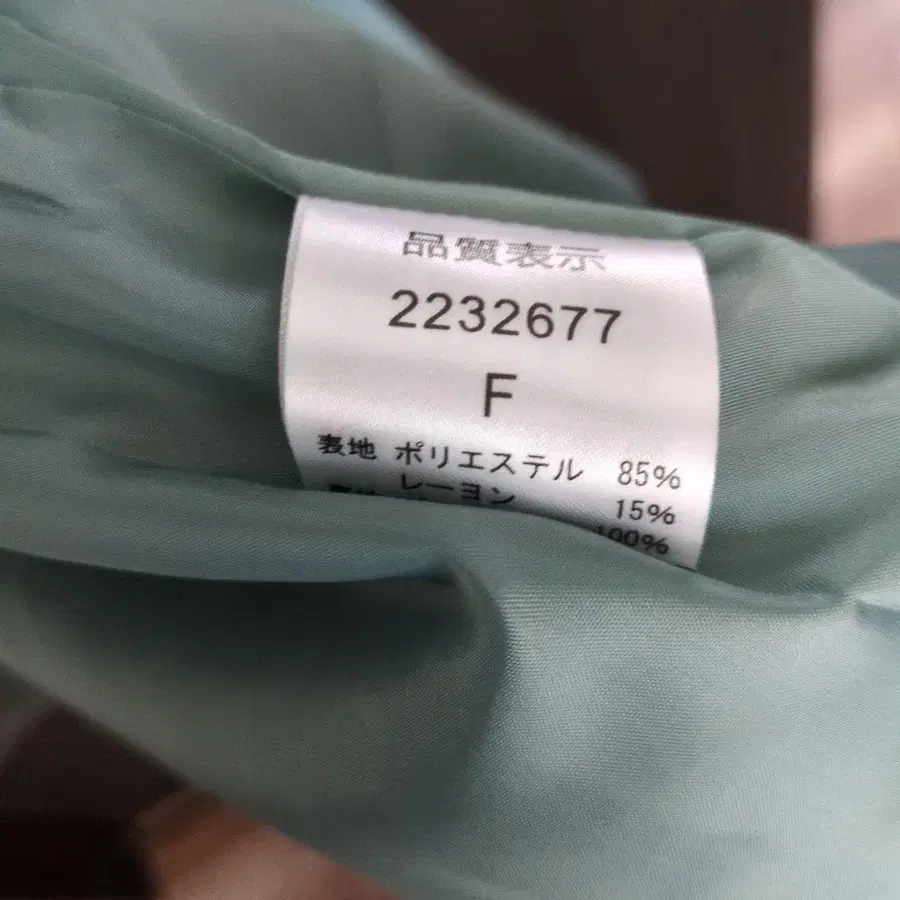 品質表示
2232677
F
表地 ポリエステル 85%
レーヨン 15%
100%